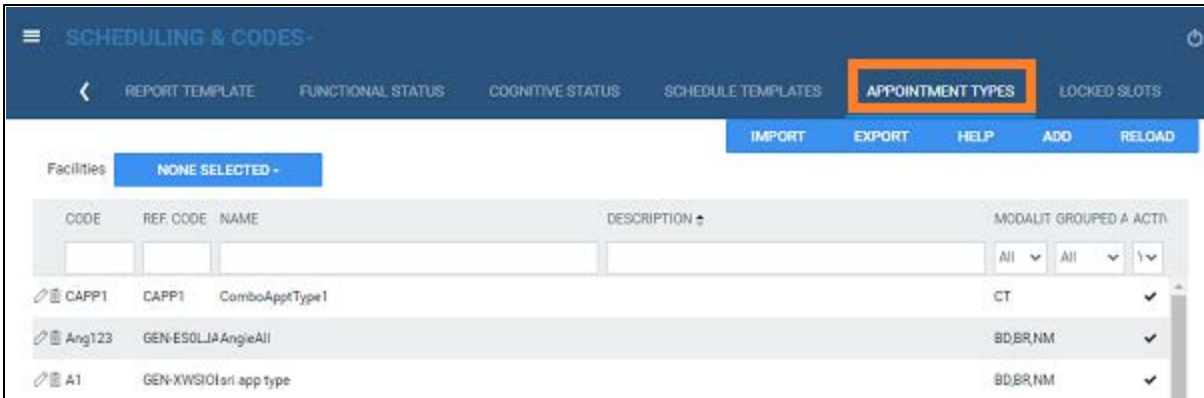 SCHEDULING & CODES
REPORT TEMPLATE FUNCTIONAL STATUS COGNITIVE STATUS SCHEDULE TEMPLATES APPOINTMENT TYPES LOCKED SLOTS
IMPORT EXPORT HELP ADD RELOAD
Facilities NONE SELECTED
CODE REF. CODE NAME DESCRIPTION MODALIT GROUPED A ACTIV
All All Y
CAPP1 CAPP1 ComboApptType1 CT
Ang123 AngieAll BD,BR,NM
A1 sri app type BD,BR,NM